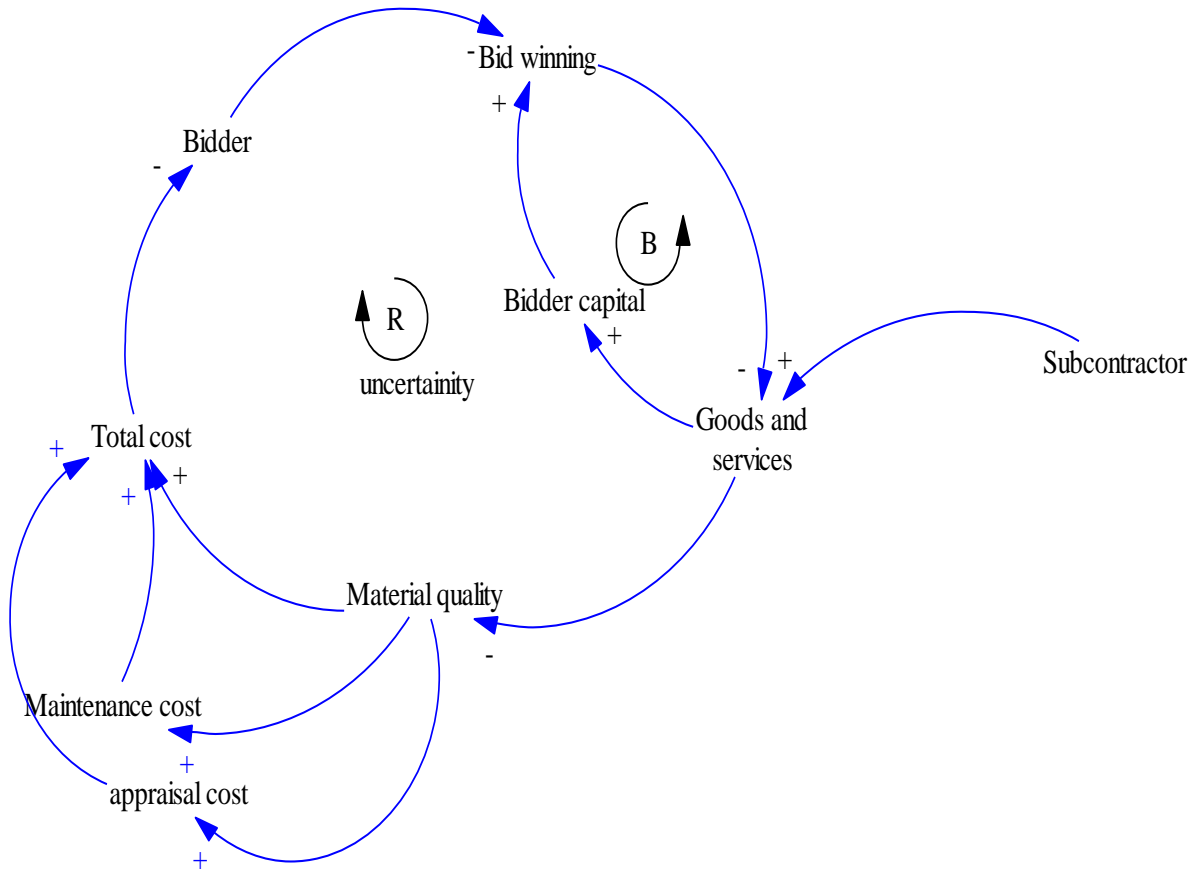 - Bid winning
+
Bidder
-
B
Bidder capital
+
R
uncertainity
- +
Subcontractor
Goods and
services
Total cost
+
+
+
Material quality
-
Maintenance cost
+
appraisal cost
+